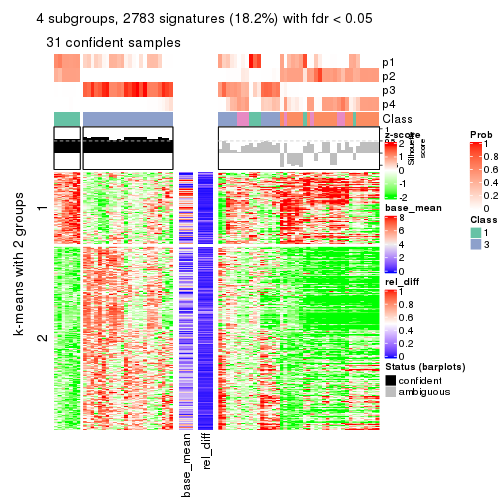 4 subgroups, 2783 signatures (18.2%) with fdr < 0.05
31 confident samples
p1
p2
p3
p4
Class
1
Silhouette
score
z-score
2
1
0
-1
-2
base_mean
8
6
4
2
0
rel_diff
1
0.8
0.6
0.4
0.2
0
Status (barplots)
confident
ambiguous
Prob
1
0.8
0.6
0.4
0.2
0
Class
1
3
k-means with 2 groups
1
2
base_mean
rel_diff